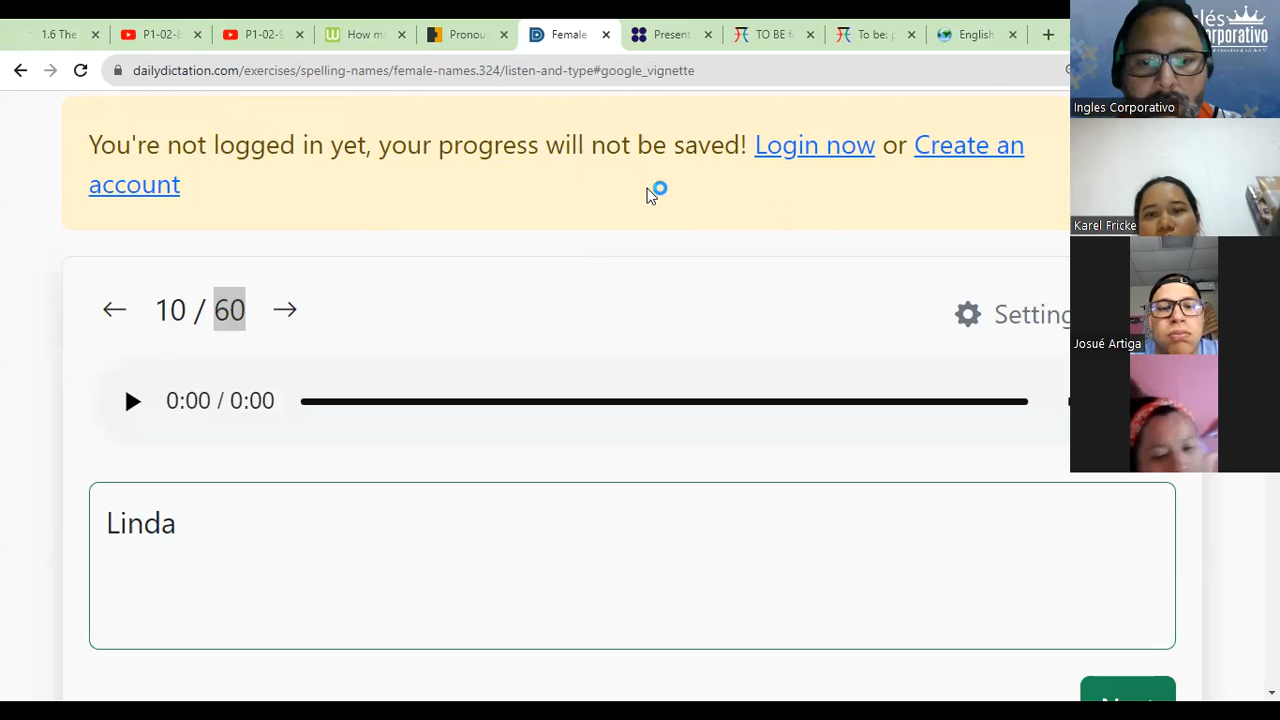 1.6 The
P1-02-
P1-02-
How m
Pronou
Female
Present
TO BE f
To be: p
English
dailydictation.com/exercises/spelling-names/female-names.324/listen-and-type#google_vignette
You're not logged in yet, your progress will not be saved! Login now or Create an
account
10 / 60
Setting
0:00 / 0:00
Linda
glés
orporativo
Ingles Corporativo
Karel Fricke
Josué Artiga